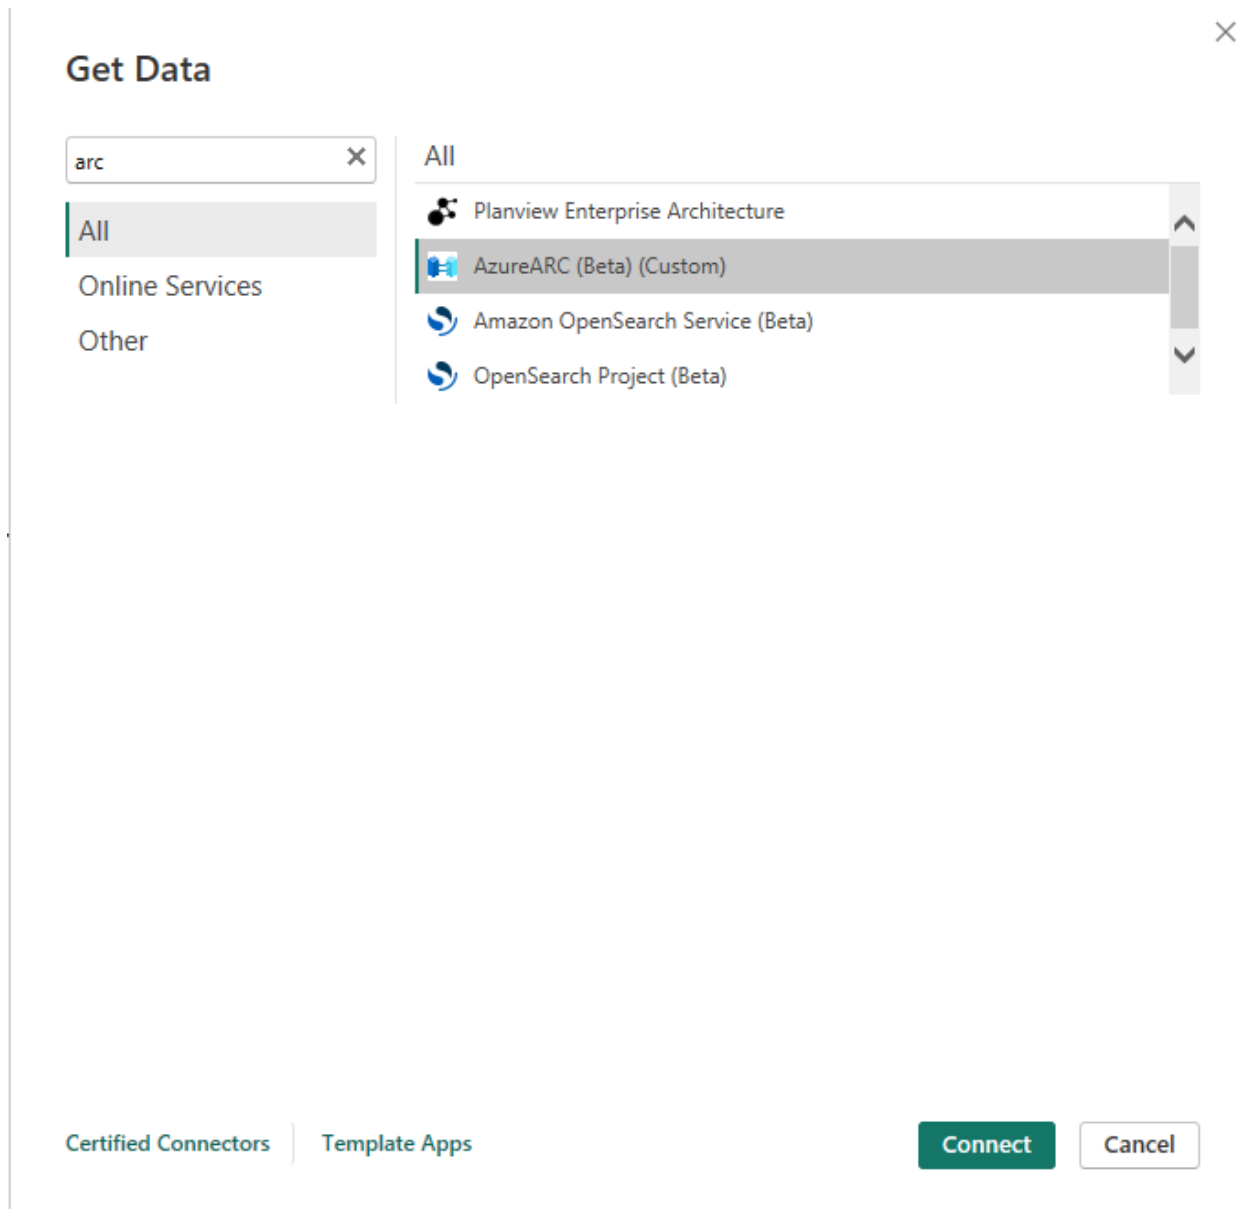 Get Data
arc
All
Online Services
Other
All
Planview Enterprise Architecture
AzureARC (Beta) (Custom)
Amazon OpenSearch Service (Beta)
OpenSearch Project (Beta)
Certified Connectors
Template Apps
Connect
Cancel